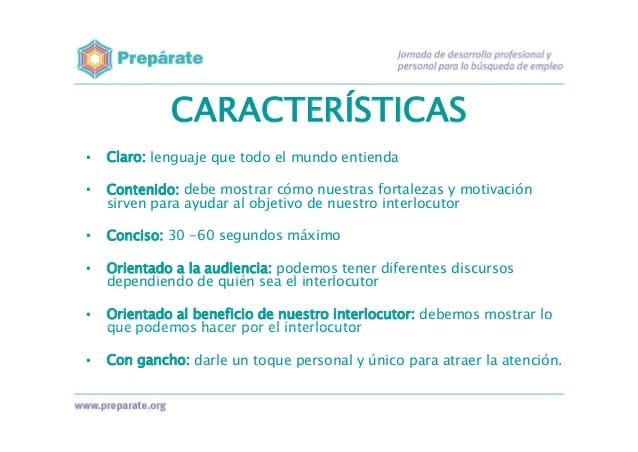 Prepárate
Jornada de desarrollo profesional y
personal para la búsqueda de empleo
CARACTERÍSTICAS
• Claro: lenguaje que todo el mundo entienda
• Contenido: debe mostrar cómo nuestras fortalezas y motivación
sirven para ayudar al objetivo de nuestro interlocutor
• Conciso: 30 -60 segundos máximo
• Orientado a la audiencia: podemos tener diferentes discursos
dependiendo de quién sea el interlocutor
• Orientado al beneficio de nuestro interlocutor: debemos mostrar lo
que podemos hacer por el interlocutor
• Con gancho: darle un toque personal y único para atraer la atención.
www.preparate.org